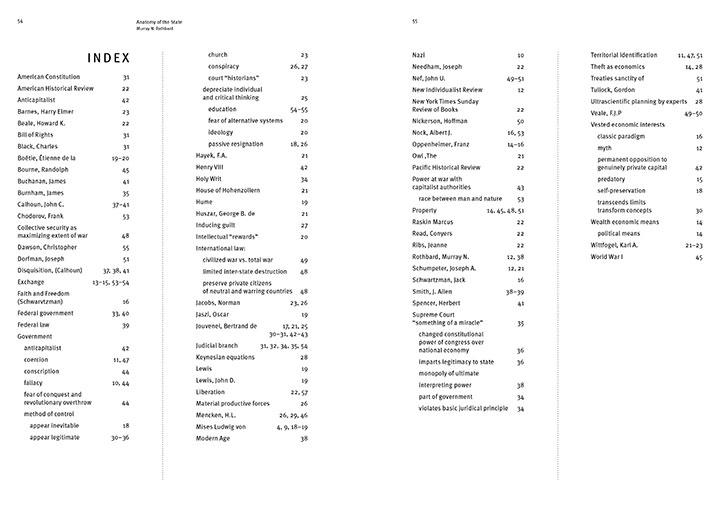 54
Anatomy of the State
Murray N. Rothbard
INDEX
American Constitution 31
American Historical Review 22
Anticapitalist 42
Barnes, Harry Elmer 23
Beale, Howard K. 22
Bill of Rights 31
Black, Charles 31
Boêtie, Étienne de la 19–20
Bourne, Randolph 45
Buchanan, James 41
Burnham, James 35
Calhoun, John C. 37–41
Chodorov, Frank 53
Collective security as
maximizing extent of war 48
Dawson, Christopher 55
Dorfman, Joseph 51
Disquisition, (Calhoun) 37, 38, 41
Exchange 13–15, 53–54
Faith and Freedom
(Schwarvtzman) 16
Federal government 33, 40
Federal law 39
Government
anticapitalist 42
coercion 11, 47
conscription 44
fallacy 10, 44
fear of conquest and
revolutionary overthrow 44
method of control
appear inevitable 18
appear legitimate 30–36
church 23
conspiracy 26, 27
court "historians" 23
depreciate individual
and critical thinking 25
education 54–55
fear of alternative systems 20
ideology 20
passive resignation 18, 26
Hayek, F.A. 21
Henry VIII 42
Holy Writ 34
House of Hohenzollern 21
Hume 19
Huszar, George B. de 21
Inducing guilt 27
Intellectual "rewards" 20
International law:
civilized war vs. total war 49
limited inter-state destruction 48
preserve private citizens
of neutral and warring countries 48
Jacobs, Norman 23, 26
Jaszi, Oscar 19
Jouvenel, Bertrand de 17, 21, 25
30–31, 42–43
Judicial branch 31, 32, 34, 35, 54
Keynesian equations 28
Lewis 19
Lewis, John D. 19
Liberation 22, 57
Material productive forces 26
Mencken, H.L. 26, 29, 46
Mises Ludwig von 4, 9, 18–19
Modern Age 38
55
Nazi 10
Needham, Joseph 22
Nef, John U. 49–51
New Individualist Review 12
New York Times Sunday
Review of Books 22
Nickerson, Hoffman 50
Nock, Albert J. 16, 53
Oppenheimer, Franz 14–16
Owl ,The 21
Pacific Historical Review 22
Power at war with
capitalist authorities 43
race between man and nature 53
Property 14, 45, 48, 51
Raskin Marcus 22
Read, Conyers 22
Ribs, Jeanne 22
Rothbard, Murray N. 12, 38
Schumpeter, Joseph A. 12, 21
Schwartzman, Jack 16
Smith, J. Allen 38–39
Spencer, Herbert 41
Supreme Court
"something of a miracle" 35
changed constitutional
power of congress over
national economy 36
imparts legitimacy to state 36
monopoly of ultimate
interpreting power 38
part of government 34
violates basic juridical principle 34
Territorial identification 11, 47, 51
Theft as economics 14, 28
Treaties sanctity of 51
Tullock, Gordon 41
Ultrascientific planning by experts 28
Veale, F.J.P 49–50
Vested economic interests
classic paradigm 16
myth 12
permanent opposition to
genuinely private capital 42
predatory 15
self-preservation 18
transcends limits
transform concepts 30
Wealth economic means 14
political means 14
Wittfogel, Karl A. 21–23
World War I 45